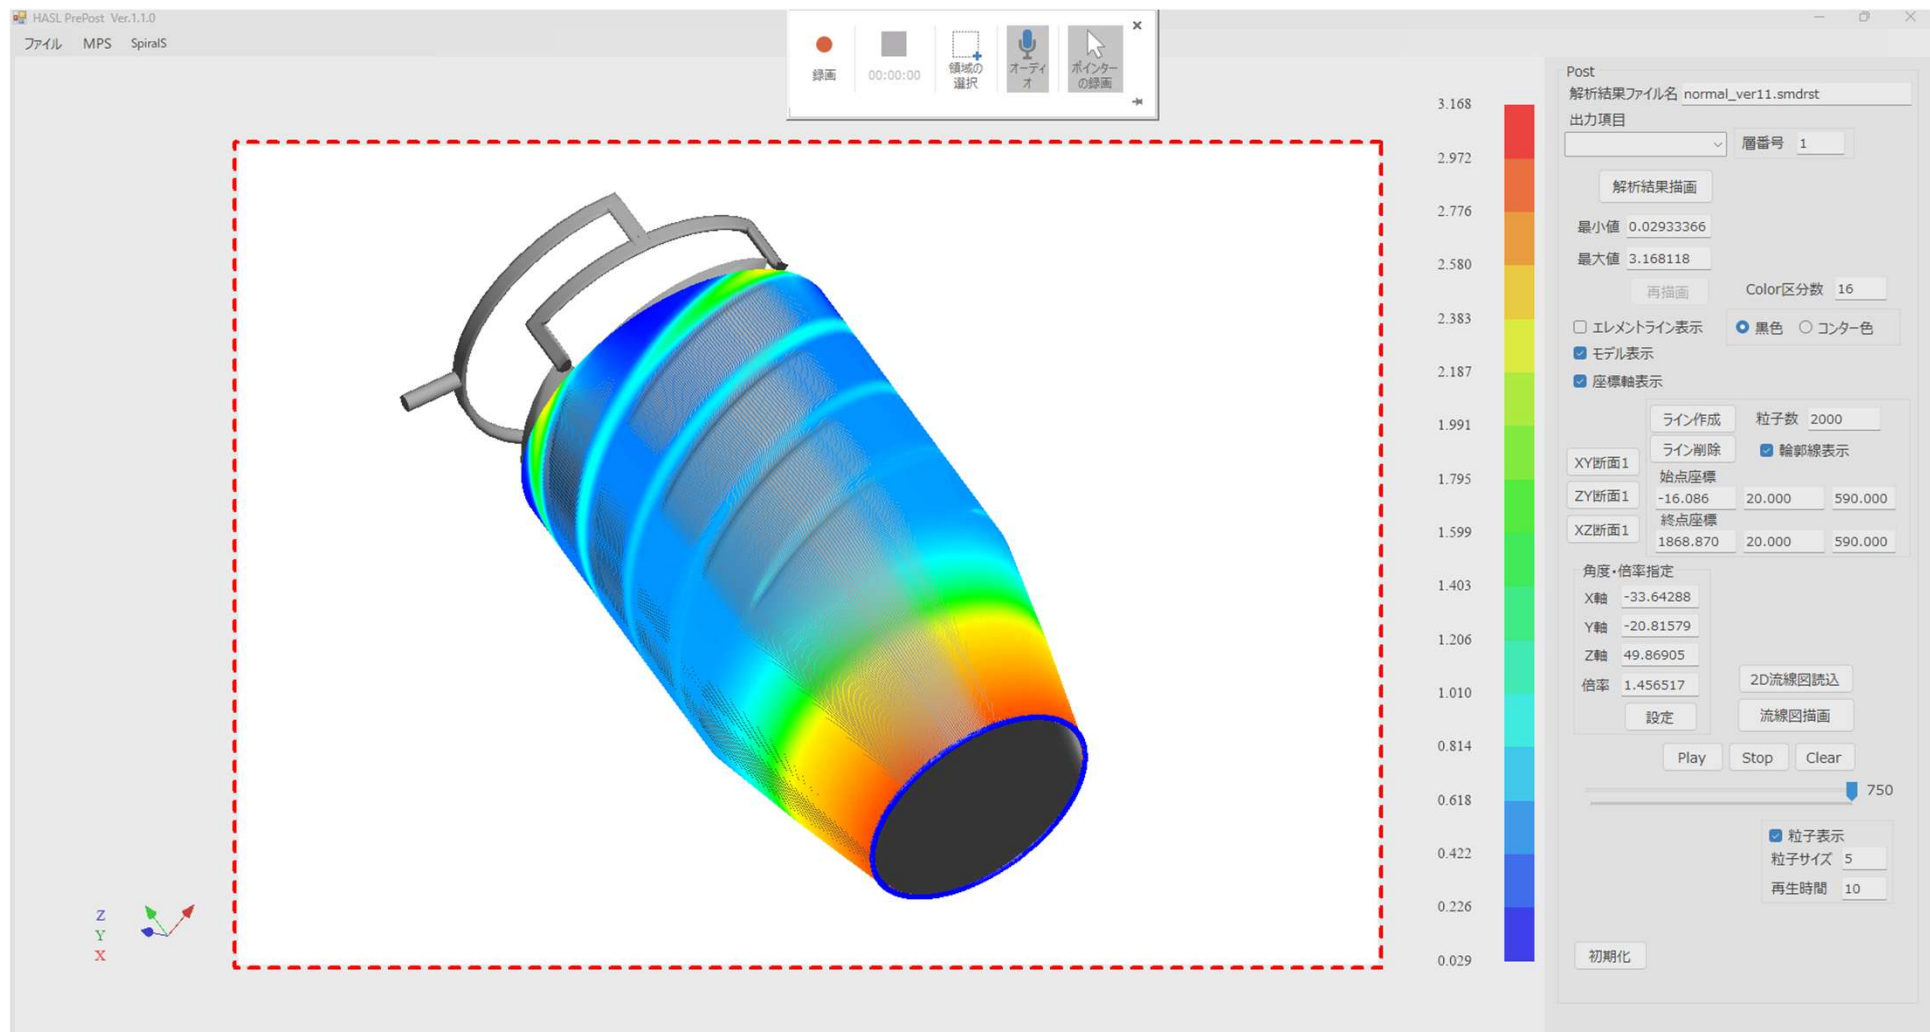 HASL PrePost Ver.1.1.0
ファイル MPS SpiralS
録画
00:00:00
領域の
選択
オーディ
オ
ポインター
の録画
3.168
2.972
2.776
2.580
2.383
2.187
1.991
1.795
1.599
1.403
1.206
1.010
0.814
0.618
0.422
0.226
0.029
Z
Y
X
Post
解析結果ファイル名 normal_ver11.smdrst
出力項目
層番号 1
解析結果描画
最小値 0.02933366
最大値 3.168118
再描画 Color区分数 16
エレメントライン表示 黒色 コンター色
モデル表示
座標軸表示
ライン作成 粒子数 2000
ライン削除 輪郭線表示
XY断面1
始点座標
ZY断面1 -16.086 20.000 590.000
終点座標
XZ断面1 1868.870 20.000 590.000
角度・倍率指定
X軸 -33.64288
Y軸 -20.81579
Z軸 49.86905
倍率 1.456517
2D流線図読込
設定 流線図描画
Play Stop Clear
750
粒子表示
粒子サイズ 5
再生時間 10
初期化